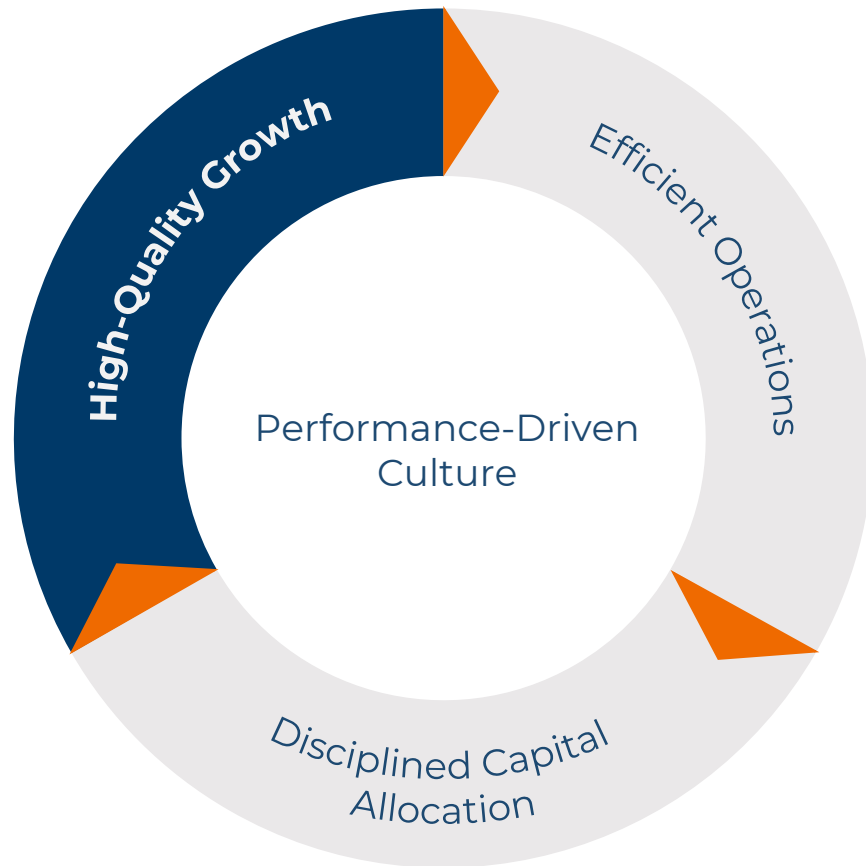 High-Quality Growth
Efficient Operations
Performance-Driven
Culture
Disciplined Capital
Allocation